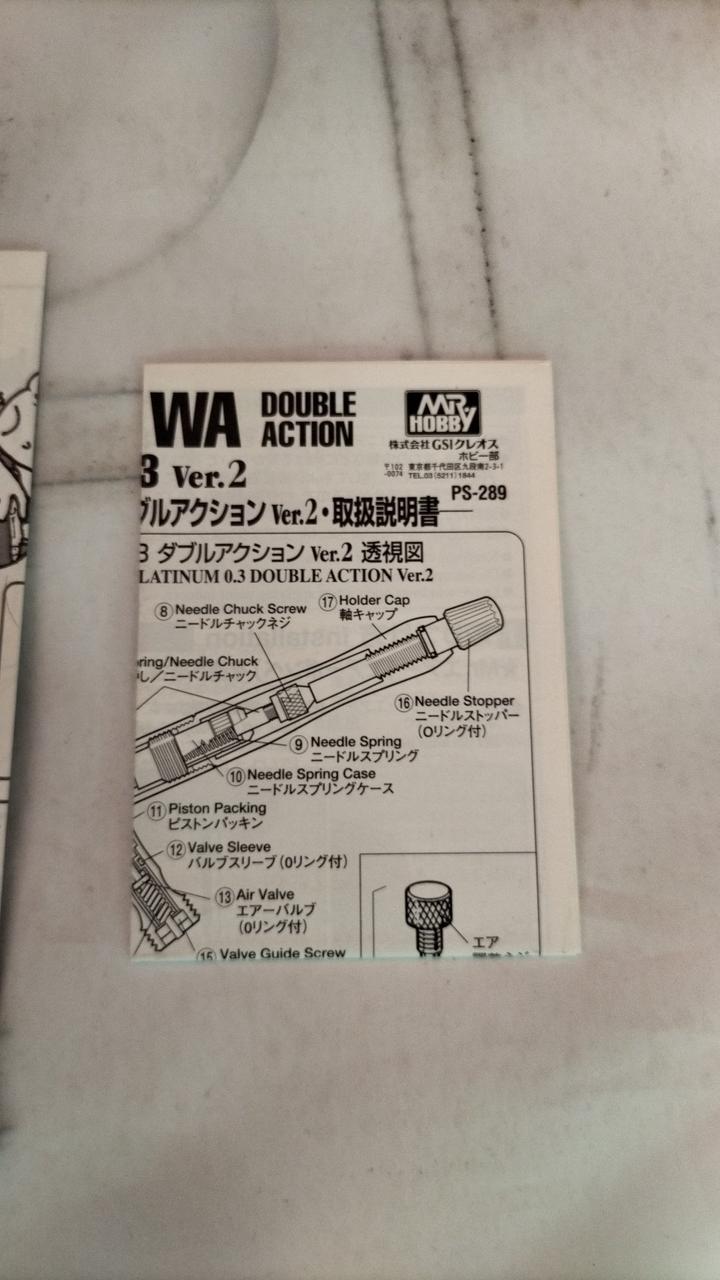 WA DOUBLE ACTION
MR HOBBY
株式会社 GSIクレオス
ホビー部
〒102-0074 東京都千代田区九段南2-3-1
TEL.03(5211)1844
3 Ver.2
PS-289
ブルアクション Ver.2・取扱説明書
3 ダブルアクション Ver.2 透視図
LATINUM 0.3 DOUBLE ACTION Ver.2
⑧ Needle Chuck Screw
ニードルチャックネジ
⑰ Holder Cap
軸キャップ
ring/Needle Chuck
し/ニードルチャック
⑯ Needle Stopper
ニードルストッパー
(Oリング付)
⑨ Needle Spring
ニードルスプリング
⑩ Needle Spring Case
ニードルスプリングケース
⑪ Piston Packing
ピストンパッキン
⑫ Valve Sleeve
バルブスリーブ(Oリング付)
⑬ Air Valve
エアーバルブ
(Oリング付)
⑮ Valve Guide Screw
エア